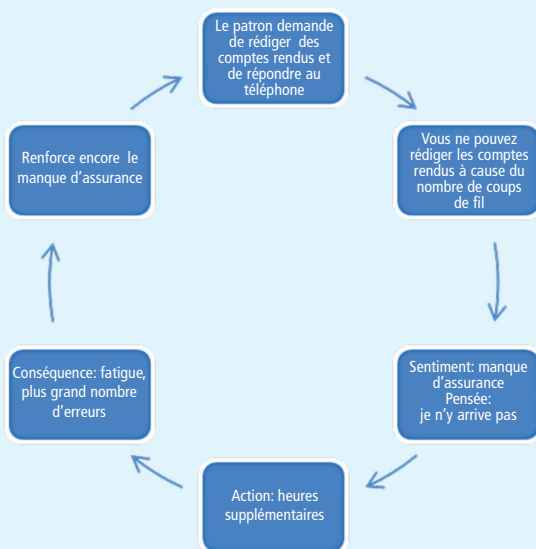 Le patron demande
de rédiger des
comptes rendus et
de répondre au
téléphone
Vous ne pouvez
rédiger les comptes
rendus à cause du
nombre de coups
de fil
Sentiment: manque
d'assurance
Pensée:
je n'y arrive pas
Action: heures
supplémentaires
Conséquence: fatigue,
plus grand nombre
d'erreurs
Renforce encore le
manque d'assurance